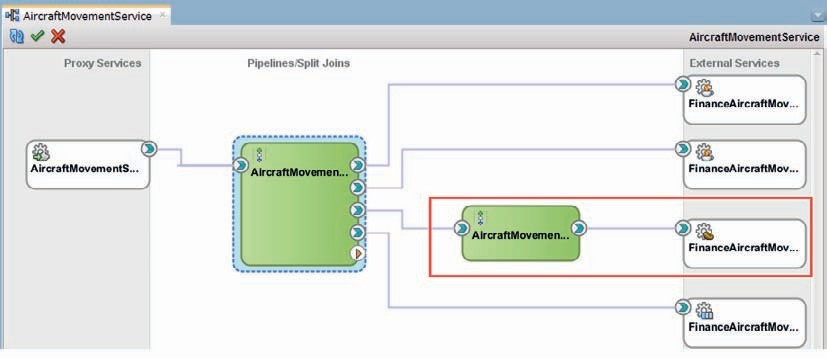 AircraftMovementService
AircraftMovementService
Proxy Services
Pipelines/Split Joins
External Services
FinanceAircraftMov...
AircraftMovementS...
AircraftMovemen...
FinanceAircraftMov...
AircraftMovemen...
FinanceAircraftMov...
FinanceAircraftMov...